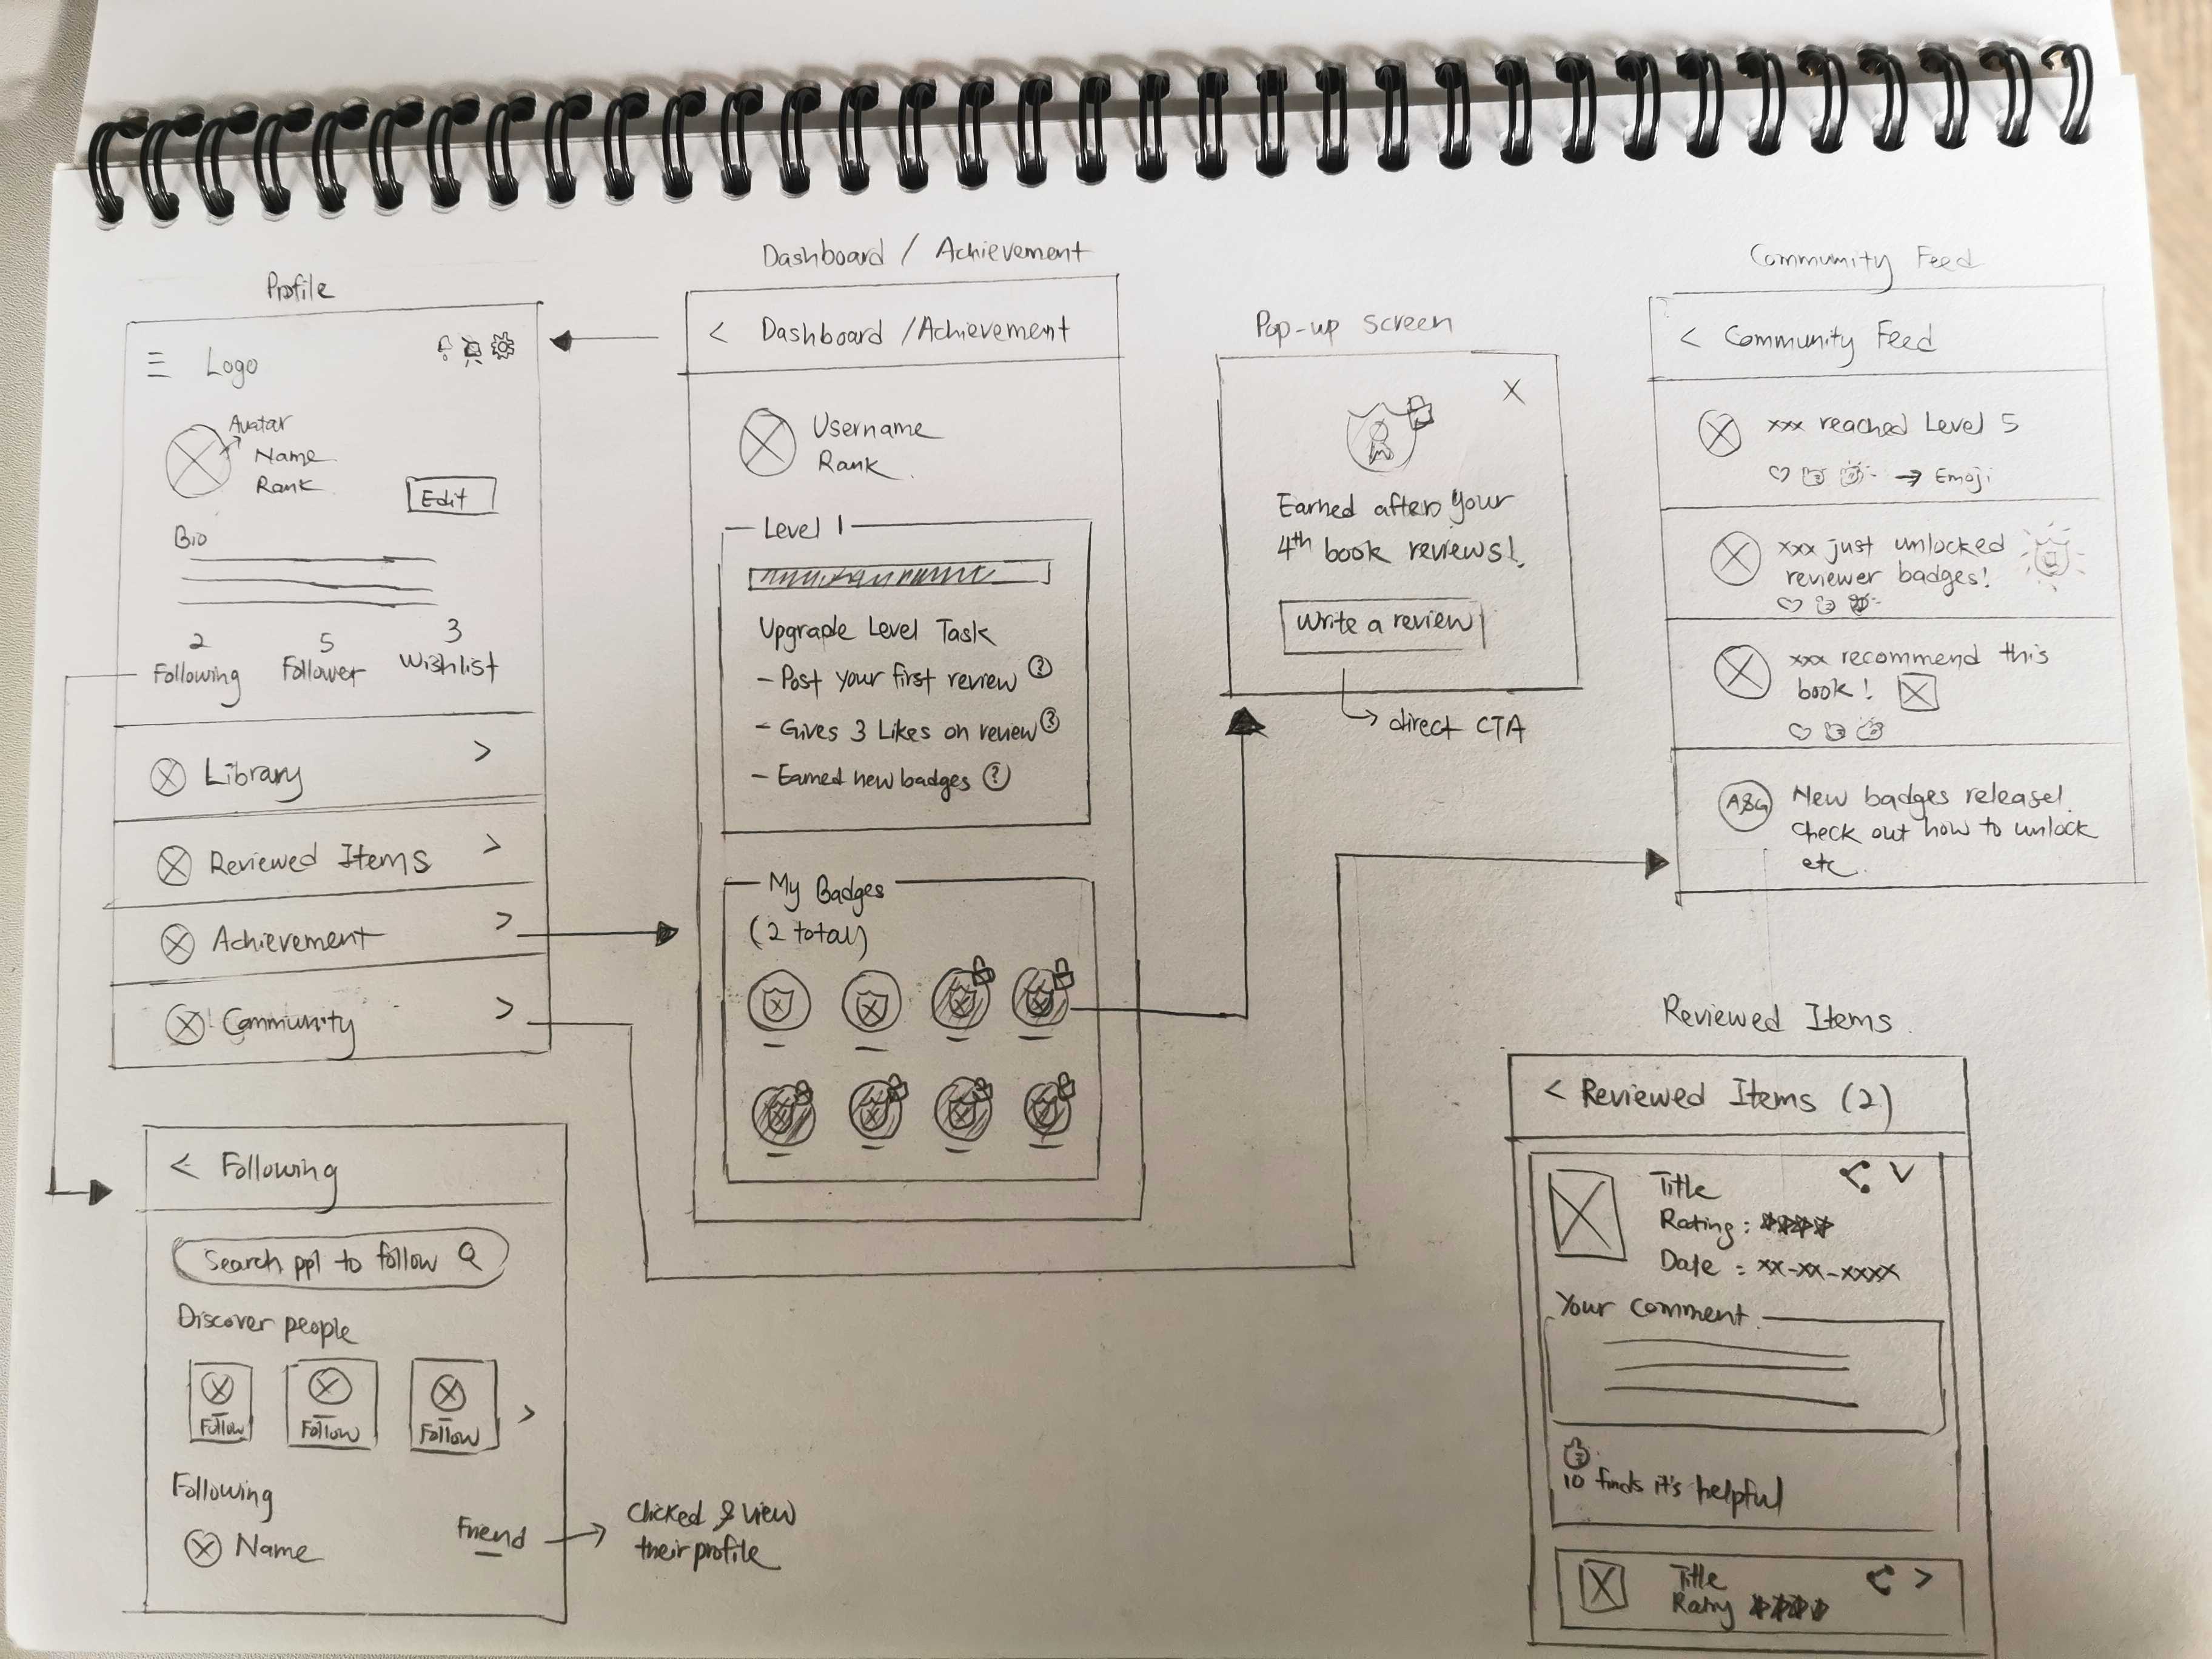 Profile
Logo
Avatar
Name
Rank
Edit
Bio
2
Following
5
Follower
3
Wishlist
Library >
Reviewed Items >
Achievement >
Community >
< Following
Search ppl to follow
Discover people
Follow
Follow
Follow
>
Following
Name
Friend
clicked & view
their profile
Dashboard / Achievement
< Dashboard / Achievement
Username
Rank
Level 1
Upgrade Level Task
- Post your first review ?
- Gives 3 Likes on review ?
- Earned new badges ?
My Badges
(2 total)
Pop-up screen
X
Earned after your
4th book reviews!
Write a review
direct CTA
Community Feed
< Community Feed
xxx reached Level 5
→ Emoji
xxx just unlocked
reviewer badges!
xxx recommend this
book!
A&G
New badges release!
check out how to unlock
etc.
Reviewed Items
< Reviewed Items (2)
Title
Rating :
Date : xx-xx-xxxx
Your comment
10 finds it's helpful
Title